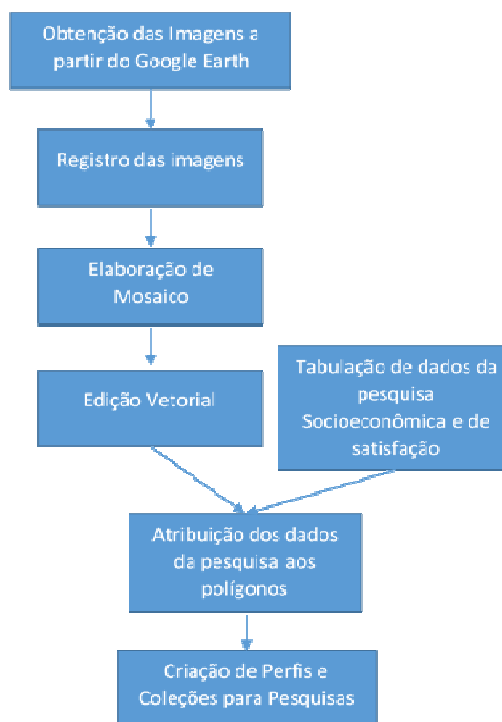 Obtenção das Imagens a
partir do Google Earth
Registro das imagens
Elaboração de
Mosaico
Edição Vetorial
Tabulação de dados da
pesquisa
Socioeconômica e de
satisfação
Atribuição dos dados
da pesquisa aos
polígonos
Criação de Perfis e
Coleções para Pesquisas